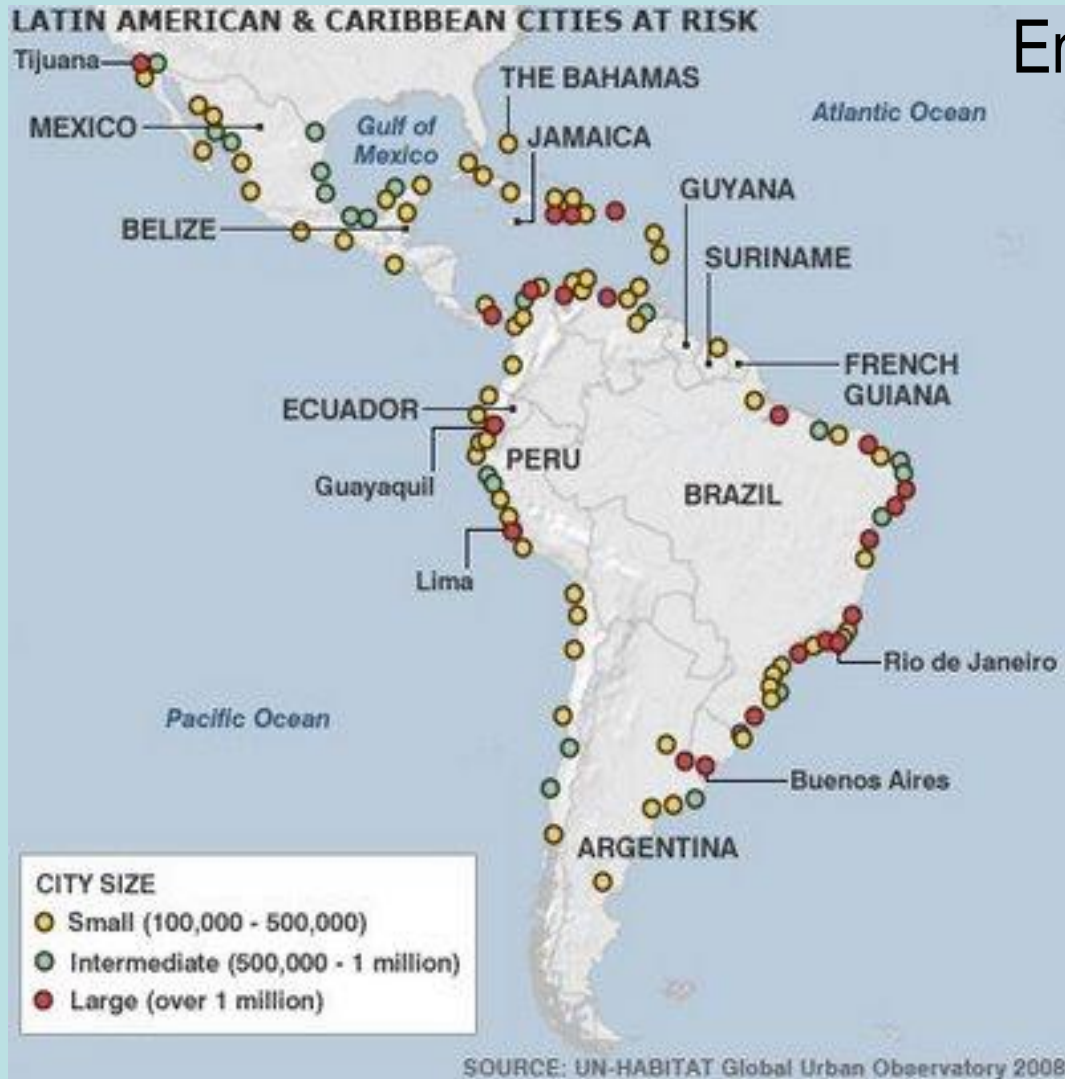 LATIN AMERICAN & CARIBBEAN CITIES AT RISK
Er
Tijuana
THE BAHAMAS
Atlantic Ocean
MEXICO
Gulf of
Mexico
JAMAICA
GUYANA
BELIZE
SURINAME
FRENCH
GUIANA
ECUADOR
PERU
Guayaquil
BRAZIL
Lima
Rio de Janeiro
Pacific Ocean
Buenos Aires
ARGENTINA
CITY SIZE
Small (100,000 - 500,000)
Intermediate (500,000 - 1 million)
Large (over 1 million)
SOURCE: UN-HABITAT Global Urban Observatory 2008